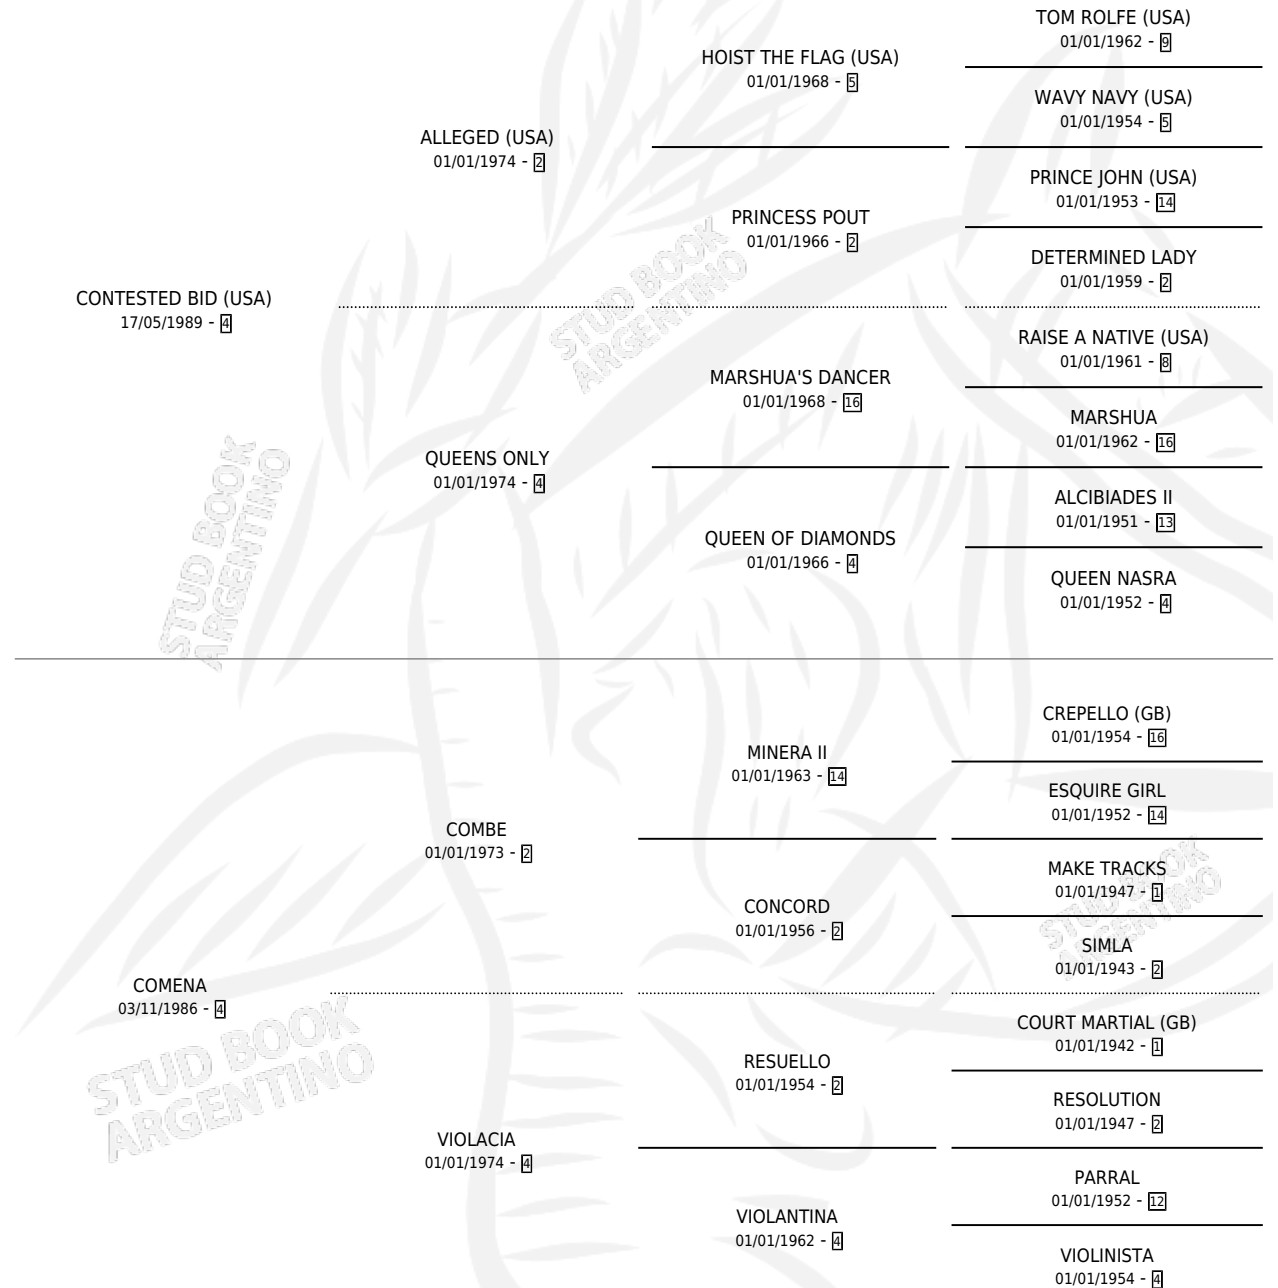 TOM ROLFE (USA)
01/01/1962 - 9
HOIST THE FLAG (USA)
01/01/1968 - 5
WAVY NAVY (USA)
01/01/1954 - 5
ALLEGED (USA)
01/01/1974 - 2
PRINCE JOHN (USA)
01/01/1953 - 14
PRINCESS POUT
01/01/1966 - 2
DETERMINED LADY
01/01/1959 - 2
CONTESTED BID (USA)
17/05/1989 - 4
RAISE A NATIVE (USA)
01/01/1961 - 8
MARSHUA'S DANCER
01/01/1968 - 16
MARSHUA
01/01/1962 - 16
QUEENS ONLY
01/01/1974 - 4
ALCIBIADES II
01/01/1951 - 13
QUEEN OF DIAMONDS
01/01/1966 - 4
QUEEN NASRA
01/01/1952 - 4
CREPELLO (GB)
01/01/1954 - 16
MINERA II
01/01/1963 - 14
ESQUIRE GIRL
01/01/1952 - 14
COMBE
01/01/1973 - 2
MAKE TRACKS
01/01/1947 - 1
CONCORD
01/01/1956 - 2
SIMLA
01/01/1943 - 2
COMENA
03/11/1986 - 4
COURT MARTIAL (GB)
01/01/1942 - 1
RESUELLO
01/01/1954 - 2
RESOLUTION
01/01/1947 - 2
VIOLACIA
01/01/1974 - 4
PARRAL
01/01/1952 - 12
VIOLANTINA
01/01/1962 - 4
VIOLINISTA
01/01/1954 - 4
STUD BOOK
ARGENTINO
STUD BOOK
ARGENTINO
STUD BOOK
ARGENTINO
STUD BOOK
ARGENTINO